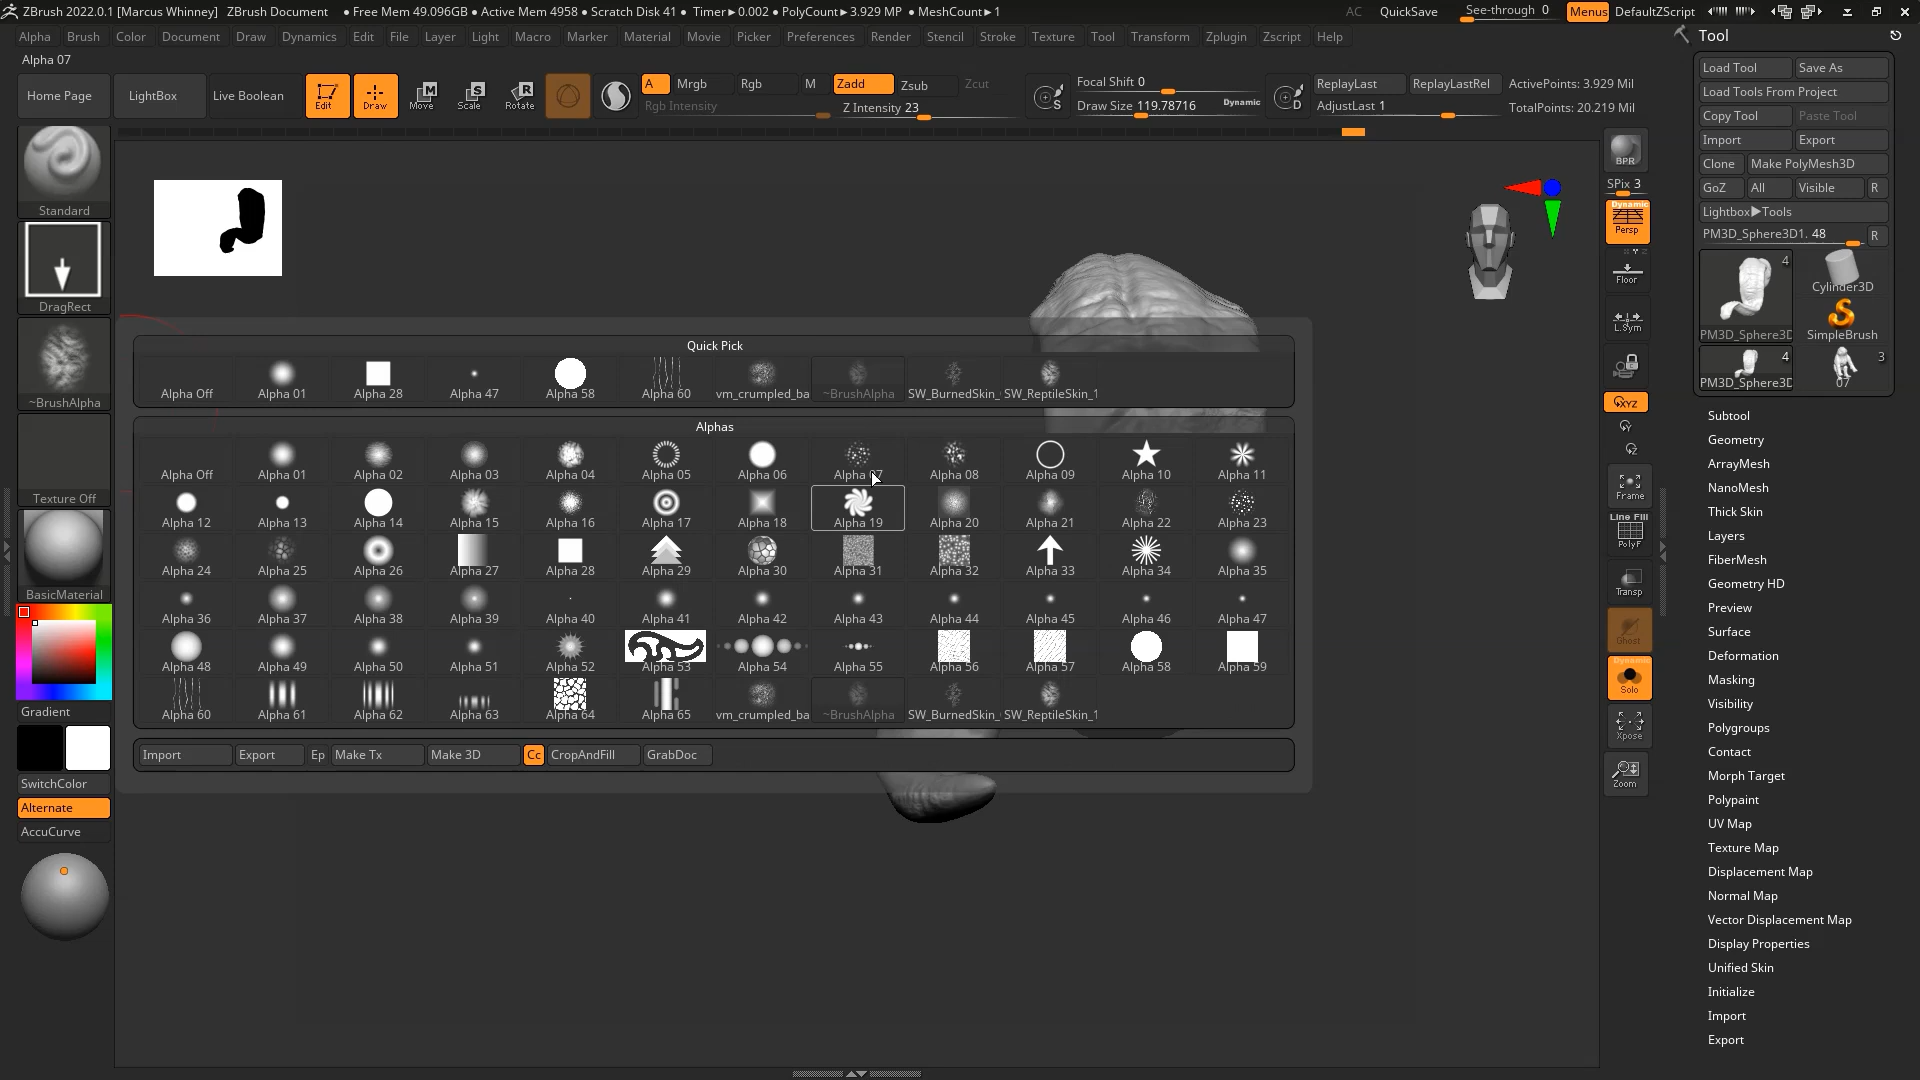 ZBrush 2022.0.1 [Marcus Whinney] ZBrush Document • Free Mem 49.096GB • Active Mem 4958 • Scratch Disk 41 • Timer►0.002 • PolyCount►3.929 MP • MeshCount►1 AC QuickSave See-through 0 Menus DefaultZScript
Alpha Brush Color Document Draw Dynamics Edit File Layer Light Macro Marker Material Movie Picker Preferences Render Stencil Stroke Texture Tool Transform Zplugin Zscript Help
Alpha 07
Home Page LightBox Live Boolean Edit Draw Move Scale Rotate
A Mrgb Rgb M Zadd Zsub Zcut
Rgb Intensity Z Intensity 23
S Focal Shift 0
Draw Size 119.78716 Dynamic
D ReplayLast ReplayLastRel ActivePoints: 3.929 Mil
AdjustLast 1 TotalPoints: 20.219 Mil
Standard
DragRect
~BrushAlpha
Texture Off
BasicMaterial
Gradient
SwitchColor
Alternate
AccuCurve
Quick Pick
Alpha Off Alpha 01 Alpha 28 Alpha 47 Alpha 58 Alpha 60 vm_crumpled_ba ~BrushAlpha SW_BurnedSkin_ SW_ReptileSkin_1
Alphas
Alpha Off Alpha 01 Alpha 02 Alpha 03 Alpha 04 Alpha 05 Alpha 06 Alpha 07 Alpha 08 Alpha 09 Alpha 10 Alpha 11
Alpha 12 Alpha 13 Alpha 14 Alpha 15 Alpha 16 Alpha 17 Alpha 18 Alpha 19 Alpha 20 Alpha 21 Alpha 22 Alpha 23
Alpha 24 Alpha 25 Alpha 26 Alpha 27 Alpha 28 Alpha 29 Alpha 30 Alpha 31 Alpha 32 Alpha 33 Alpha 34 Alpha 35
Alpha 36 Alpha 37 Alpha 38 Alpha 39 Alpha 40 Alpha 41 Alpha 42 Alpha 43 Alpha 44 Alpha 45 Alpha 46 Alpha 47
Alpha 48 Alpha 49 Alpha 50 Alpha 51 Alpha 52 Alpha 53 Alpha 54 Alpha 55 Alpha 56 Alpha 57 Alpha 58 Alpha 59
Alpha 60 Alpha 61 Alpha 62 Alpha 63 Alpha 64 Alpha 65 vm_crumpled_ba ~BrushAlpha SW_BurnedSkin_ SW_ReptileSkin_1
Import Export Ep Make Tx Make 3D Cc CropAndFill GrabDoc
BPR
SPix 3
Dynamic
Persp
Floor
L.Sym
XYZ
Frame
Line Fill
PolyF
Transp
Ghost
Dynamic
Solo
Xpose
Zoom
Tool
Load Tool Save As
Load Tools From Project
Copy Tool Paste Tool
Import Export
Clone Make PolyMesh3D
GoZ All Visible R
Lightbox►Tools
PM3D_Sphere3D1. 48 R
4
Cylinder3D
PM3D_Sphere3D SimpleBrush
4 3
PM3D_Sphere3D 07
Subtool
Geometry
ArrayMesh
NanoMesh
Thick Skin
Layers
FiberMesh
Geometry HD
Preview
Surface
Deformation
Masking
Visibility
Polygroups
Contact
Morph Target
Polypaint
UV Map
Texture Map
Displacement Map
Normal Map
Vector Displacement Map
Display Properties
Unified Skin
Initialize
Import
Export